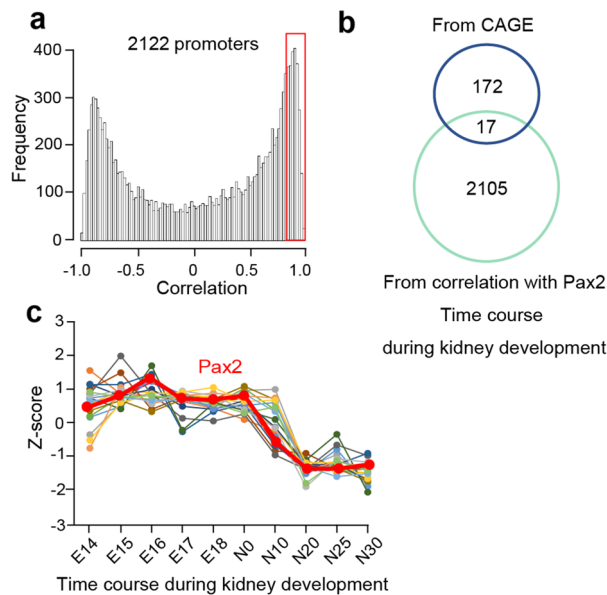 a
2122 promoters
400
300
200
100
0
Frequency
-1.0 -0.5 0 0.5 1.0
Correlation
b
From CAGE
172
17
2105
From correlation with Pax2
Time course
during kidney development
c
3
2
1
0
-1
-2
-3
Z-score
Pax2
E14 E15 E16 E17 E18 N0 N10 N20 N25 N30
Time course during kidney development